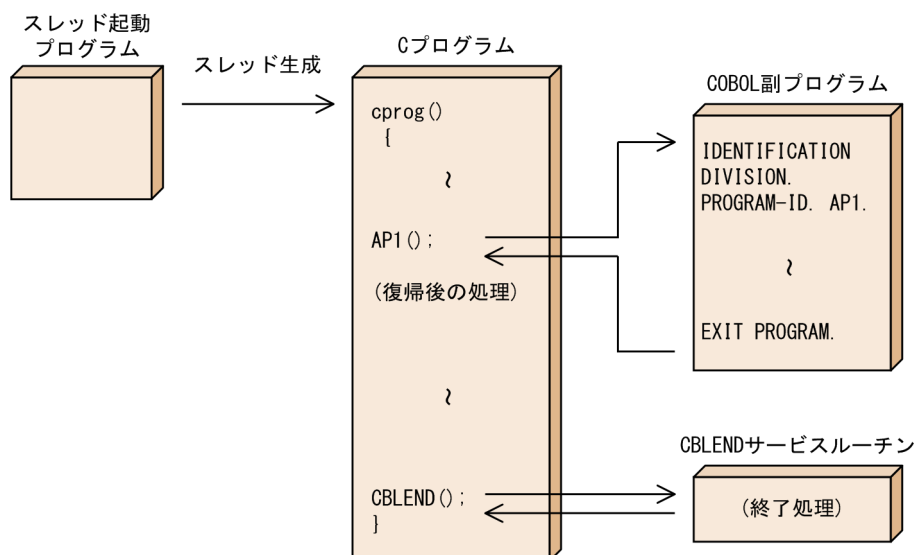 スレッド起動
プログラム
スレッド生成
Cプログラム
cprog()
{
~
AP1();
(復帰後の処理)
~
CBLEND();
}
COBOL副プログラム
IDENTIFICATION
DIVISION.
PROGRAM-ID. AP1.
~
EXIT PROGRAM.
CBLENDサービスルーチン
(終了処理)